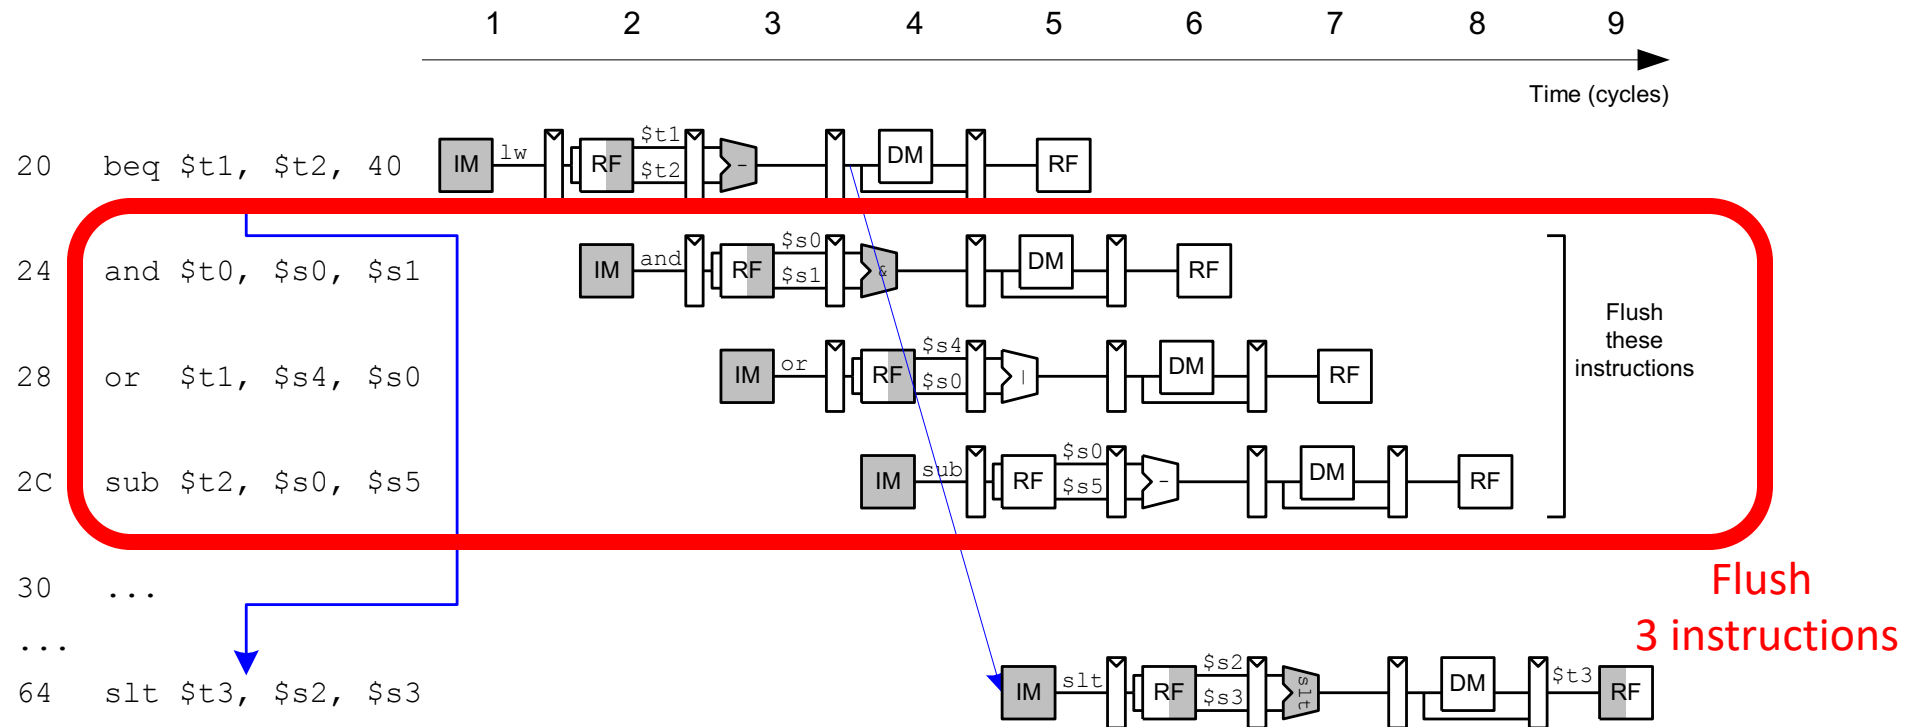 1 2 3 4 5 6 7 8 9
Time (cycles)
20 beq $t1, $t2, 40 IM lw RF $t1 $t2 - DM RF
24 and $t0, $s0, $s1 IM and RF $s0 $s1 & DM RF
28 or $t1, $s4, $s0 IM or RF $s4 $s0 | DM RF
2C sub $t2, $s0, $s5 IM sub RF $s0 $s5 - DM RF
Flush
these
instructions
30 ...
...
Flush
3 instructions
64 slt $t3, $s2, $s3 IM slt RF $s2 $s3 slt DM $t3 RF